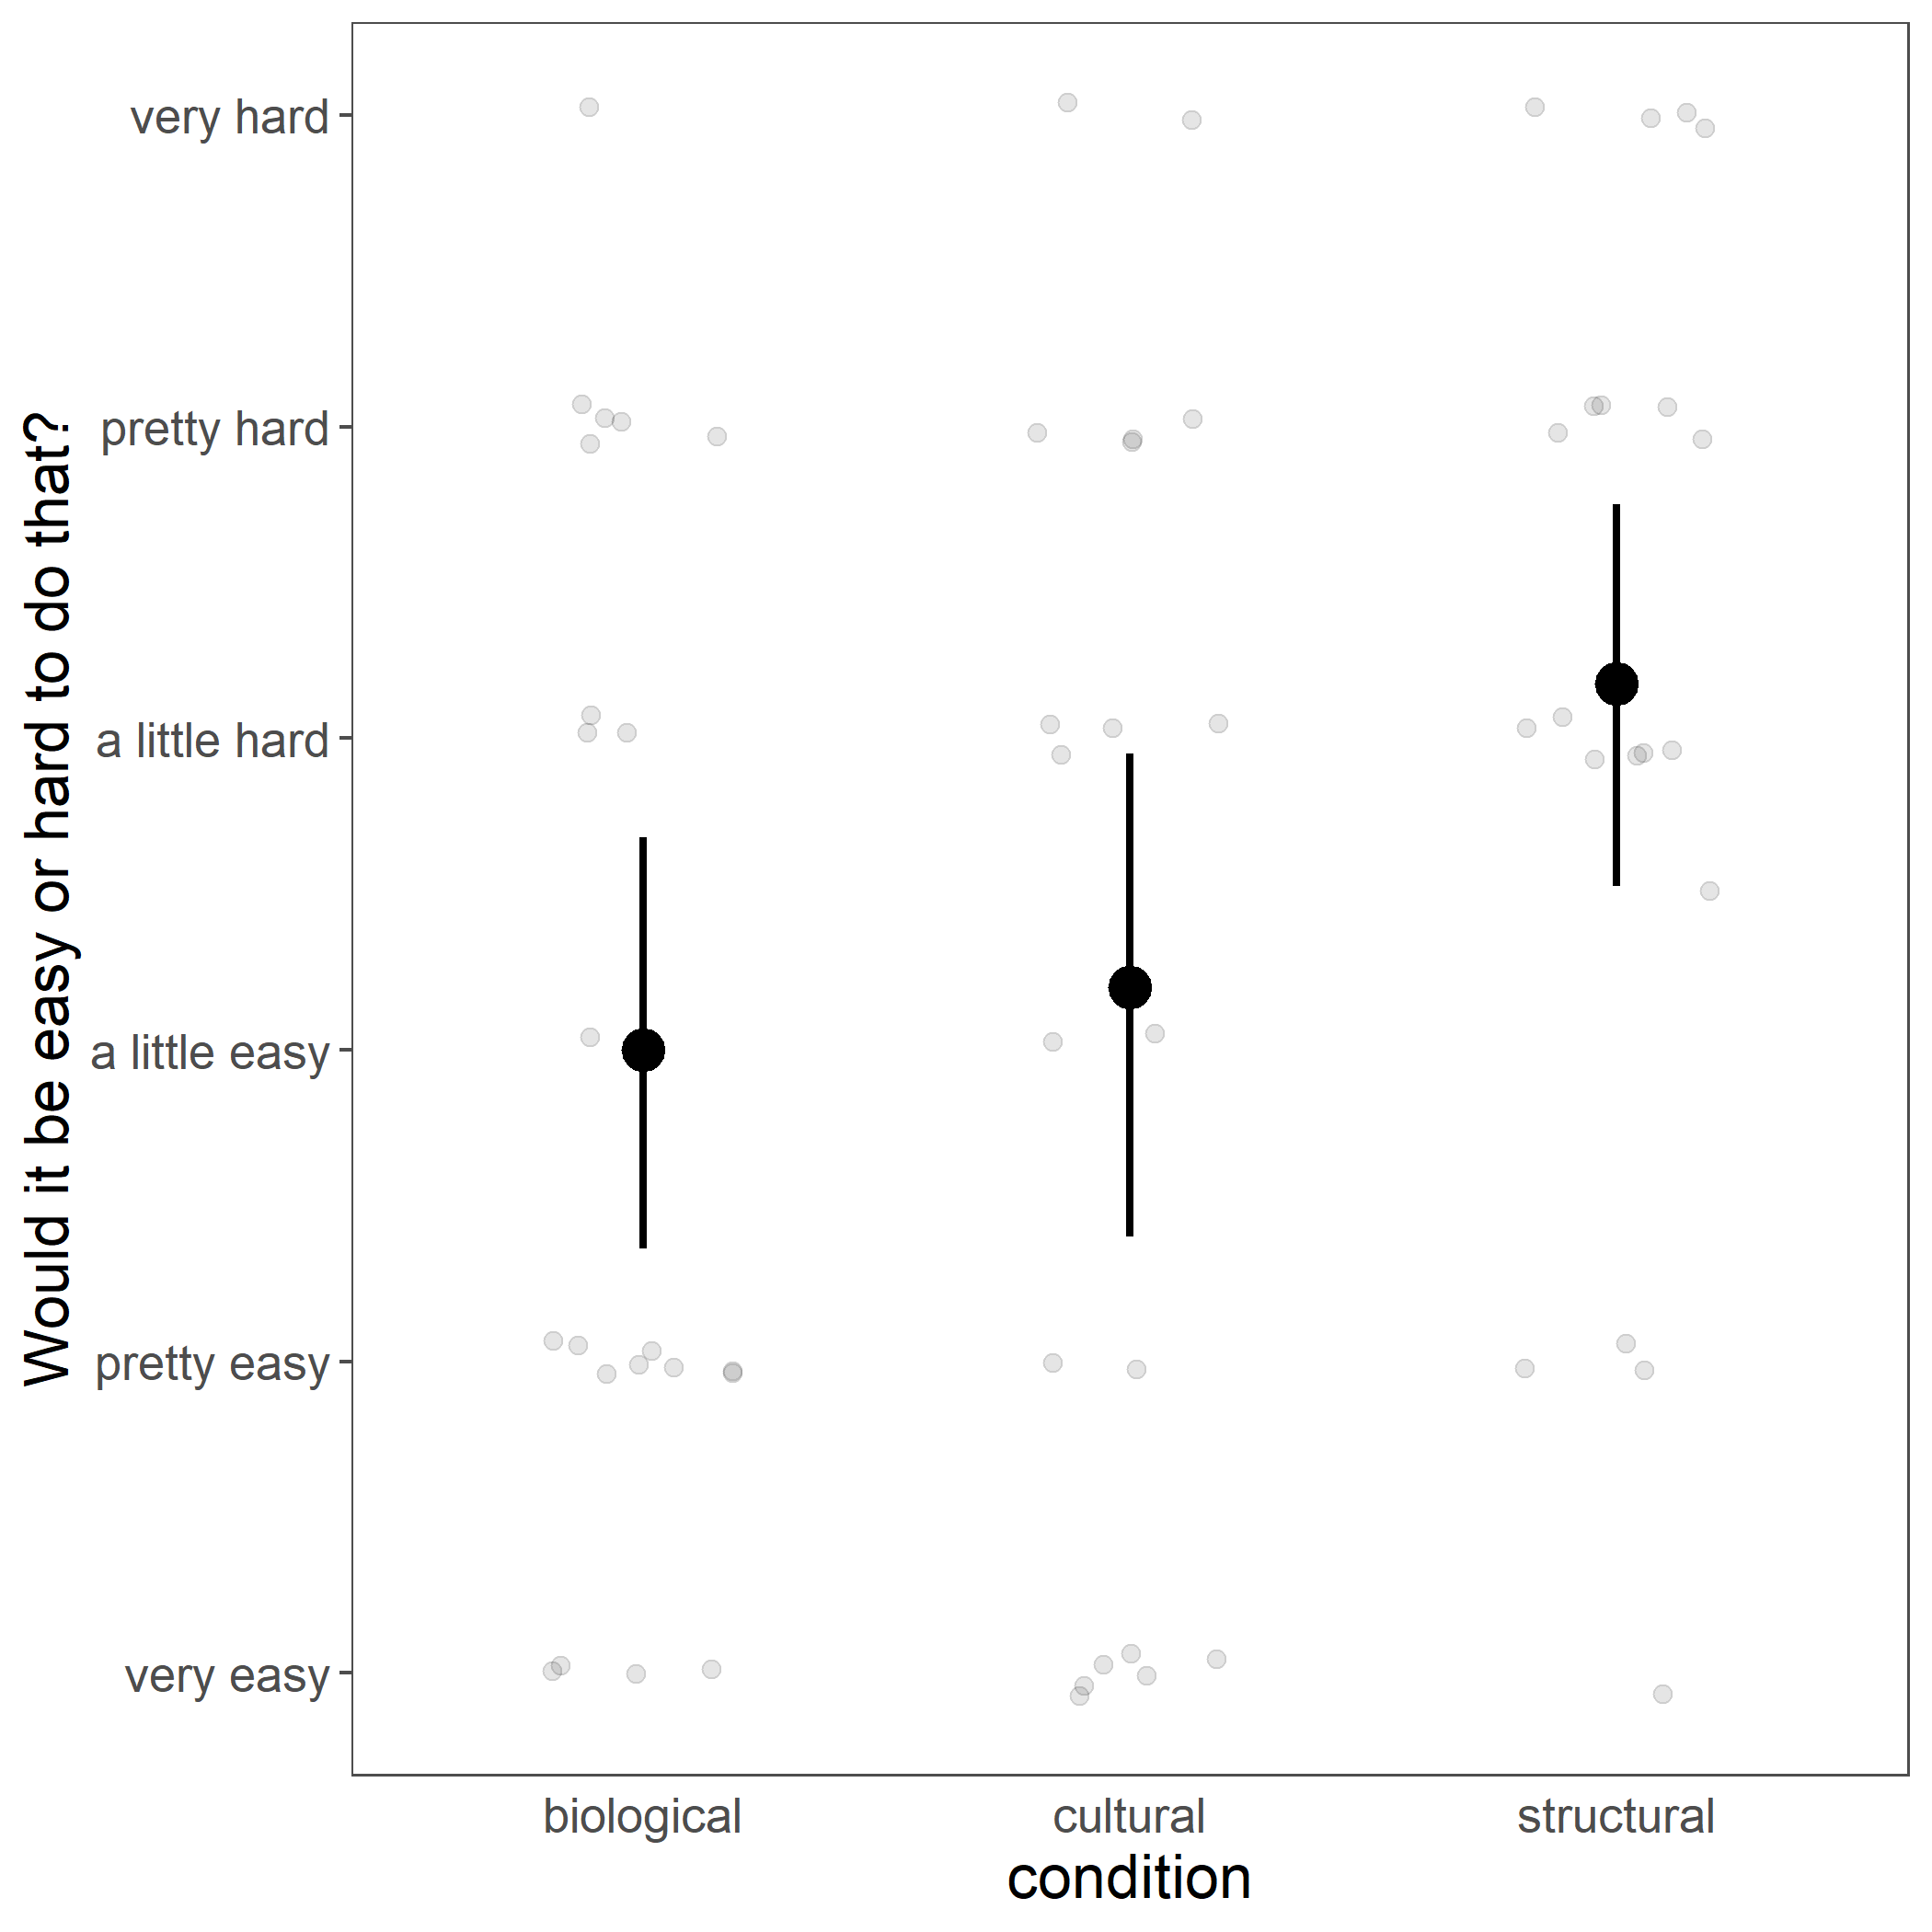 Would it be easy or hard to do that?
very hard
pretty hard
a little hard
a little easy
pretty easy
very easy
biological
cultural
structural
condition